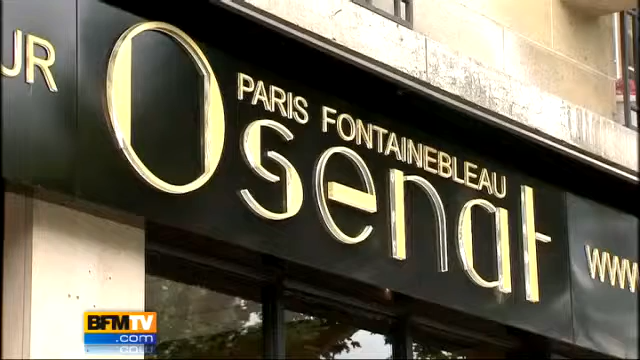 UR
PARIS FONTAINEBLEAU
Osenat
WWW
BFMTV
.com